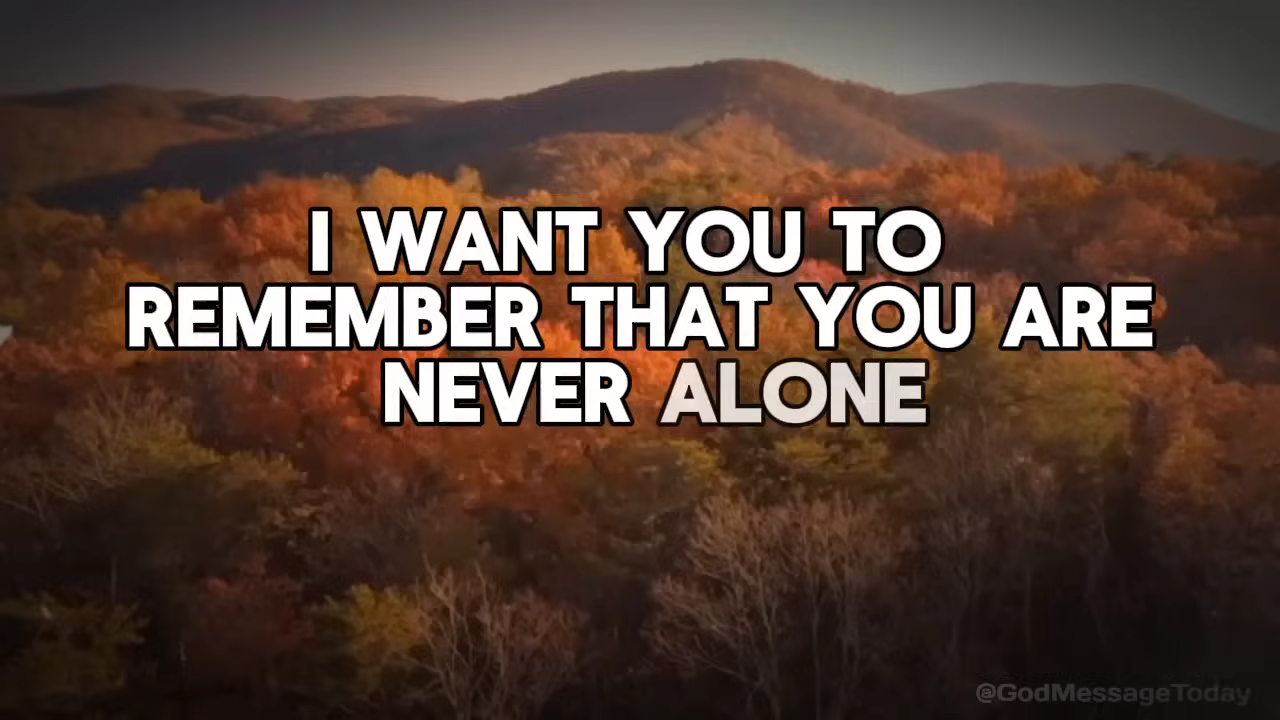 I WANT YOU TO
REMEMBER THAT YOU ARE
NEVER ALONE
@GodMessageToday